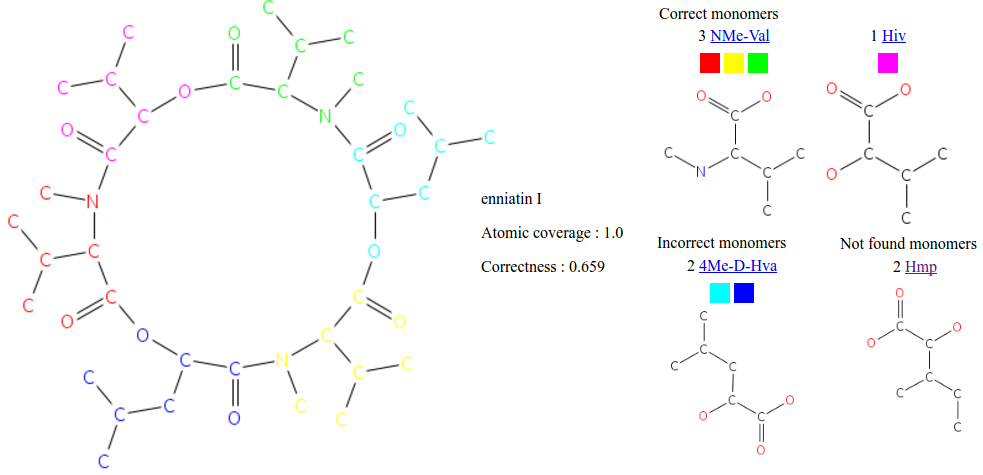 Correct monomers
3 NMe-Val
1 Hiv
enniatin I
Atomic coverage : 1.0
Correctness : 0.659
Incorrect monomers
2 4Me-D-Hva
Not found monomers
2 Hmp